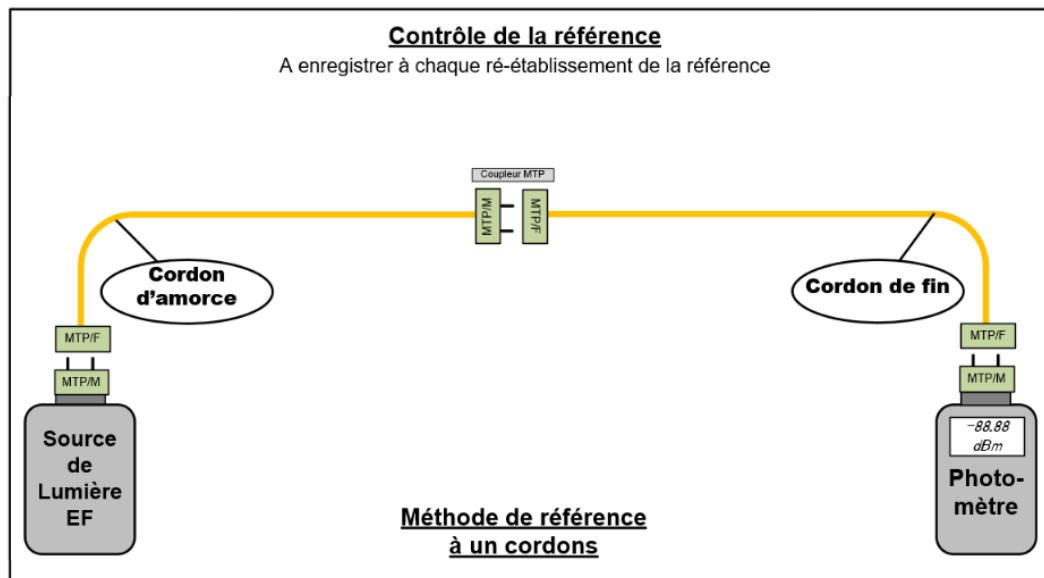 Contrôle de la référence
A enregistrer à chaque ré-établissement de la référence
Coupleur MTP
MTP/M
MTP/F
Cordon
d'amorce
Cordon de fin
MTP/F
MTP/M
MTP/F
MTP/M
Source
de
Lumière
EF
-88.88
dBm
Photo-
mètre
Méthode de référence
à un cordons